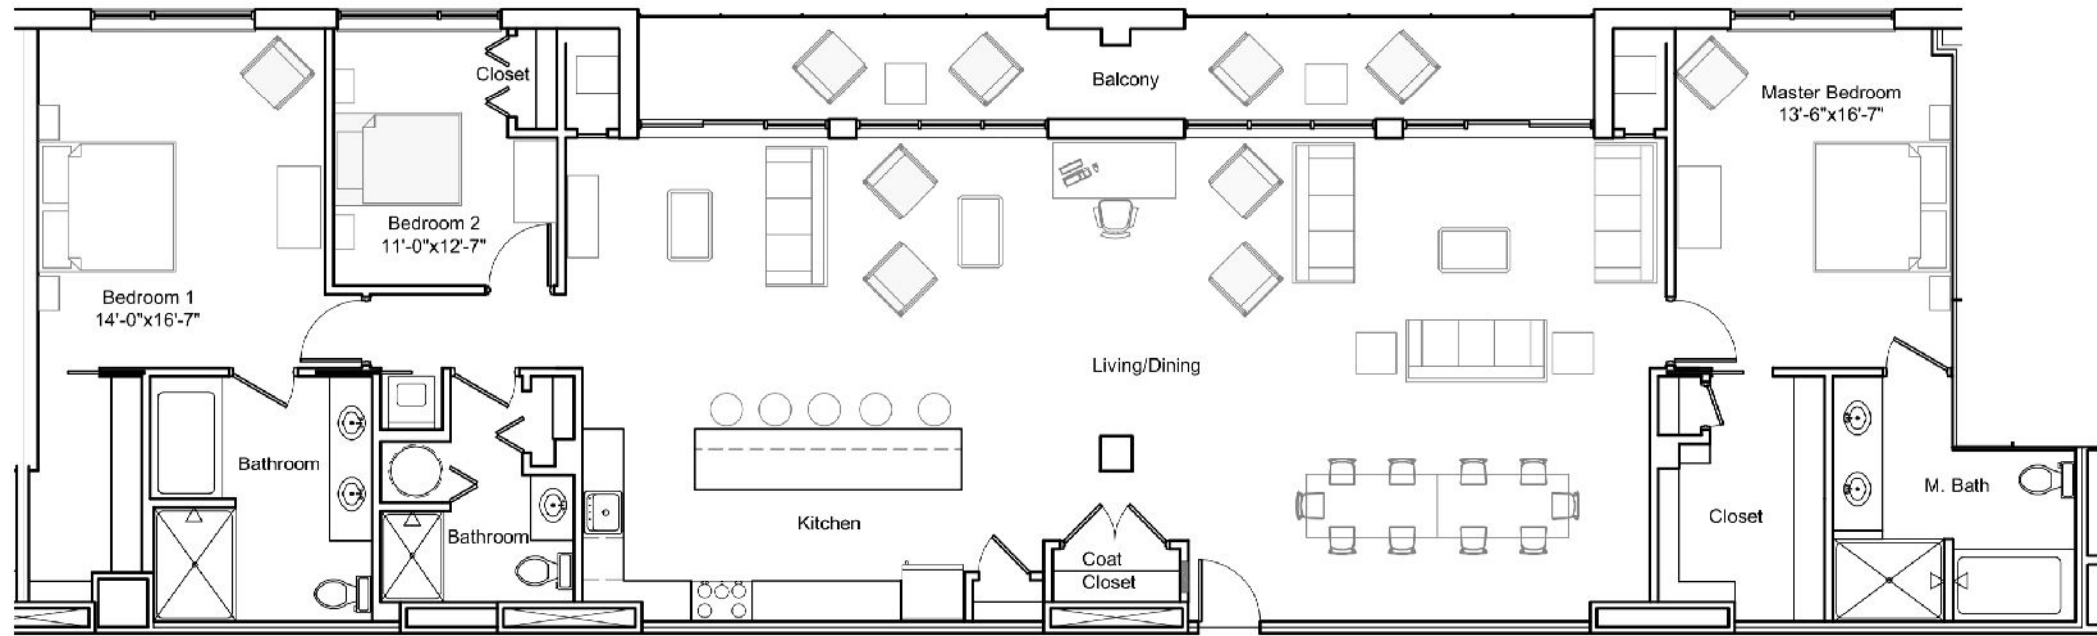 Closet
Balcony
Master Bedroom
13'-6"x16'-7"
Bedroom 2
11'-0"x12'-7"
Bedroom 1
14'-0"x16'-7"
Living/Dining
Bathroom
M. Bath
Kitchen
Closet
Bathroom
Coat
Closet